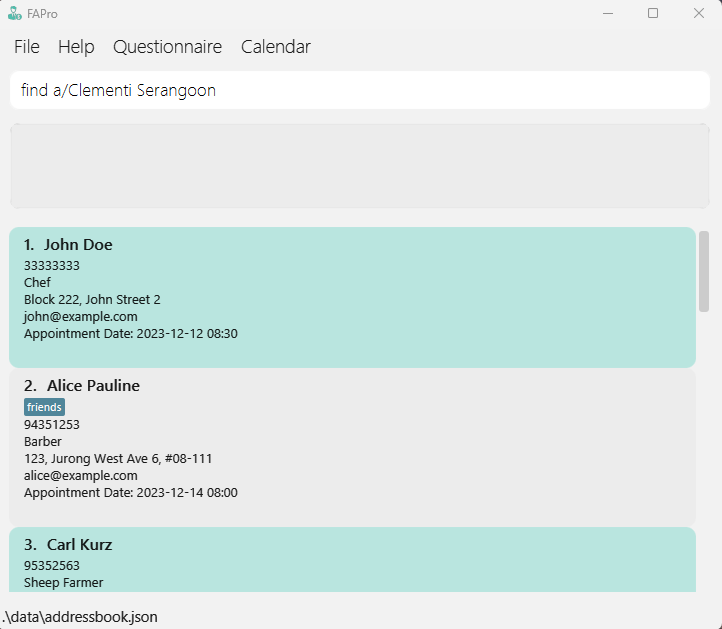 FAPro
File Help Questionnaire Calendar
find a/Clementi Serangoon
1. John Doe
33333333
Chef
Block 222, John Street 2
john@example.com
Appointment Date: 2023-12-12 08:30
2. Alice Pauline
friends
94351253
Barber
123, Jurong West Ave 6, #08-111
alice@example.com
Appointment Date: 2023-12-14 08:00
3. Carl Kurz
95352563
Sheep Farmer
.\data\addressbook.json